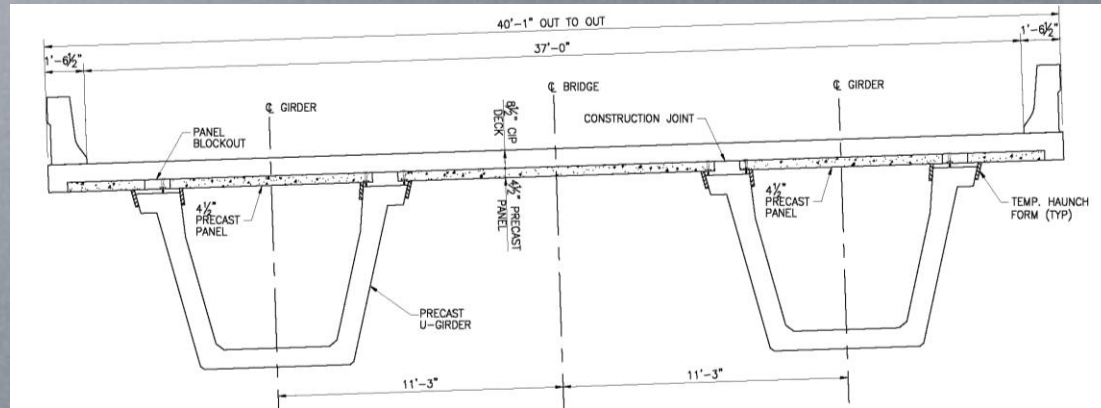 40'-1" OUT TO OUT
1'-6½"
37'-0"
1'-6½"
℄ GIRDER
℄ BRIDGE
℄ GIRDER
PANEL
BLOCKOUT
8½" CIP
DECK
CONSTRUCTION JOINT
4½"
PRECAST
PANEL
4½" PRECAST
PANEL
4½"
PRECAST
PANEL
TEMP. HAUNCH
FORM (TYP)
PRECAST
U-GIRDER
11'-3"
11'-3"